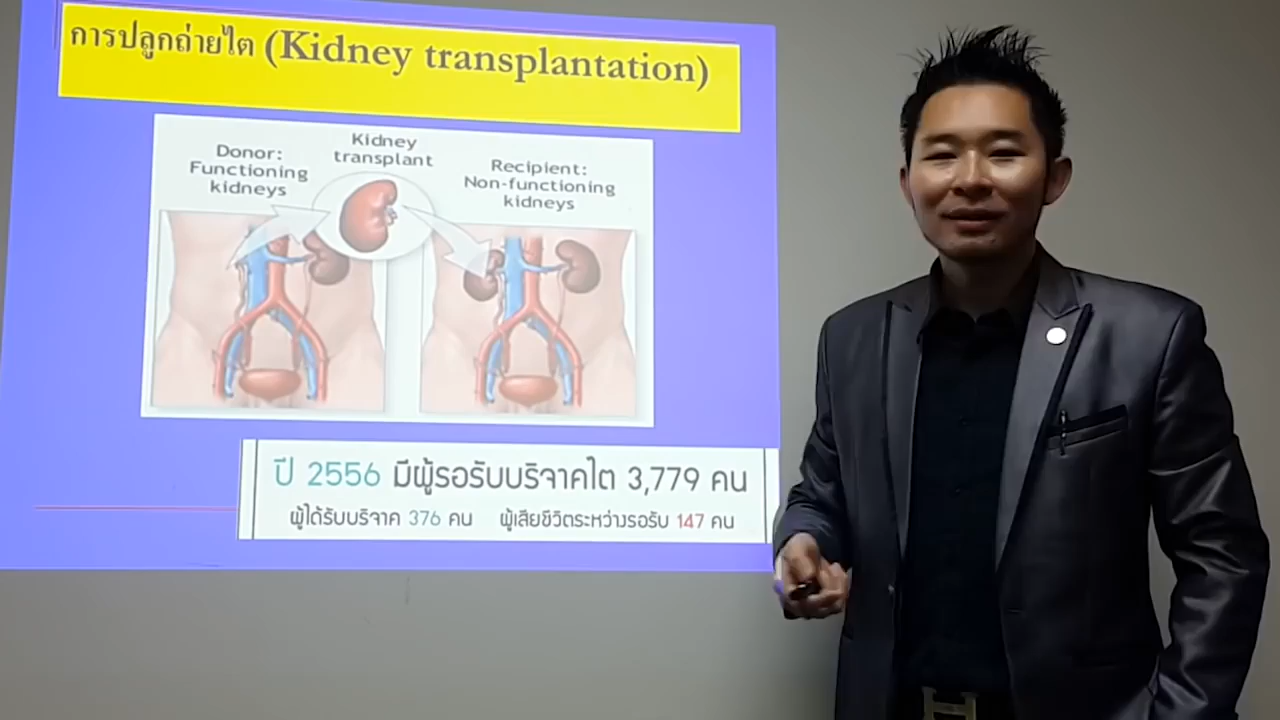 การปลูกถ่ายไต (Kidney transplantation)
Donor:
Functioning
kidneys
Kidney
transplant
Recipient:
Non-functioning
kidneys
ปี 2556 มีผู้รอรับบริจาคไต 3,779 คน
ผู้ได้รับบริจาค 376 คน ผู้เสียชีวิตระหว่างรอรับ 147 คน